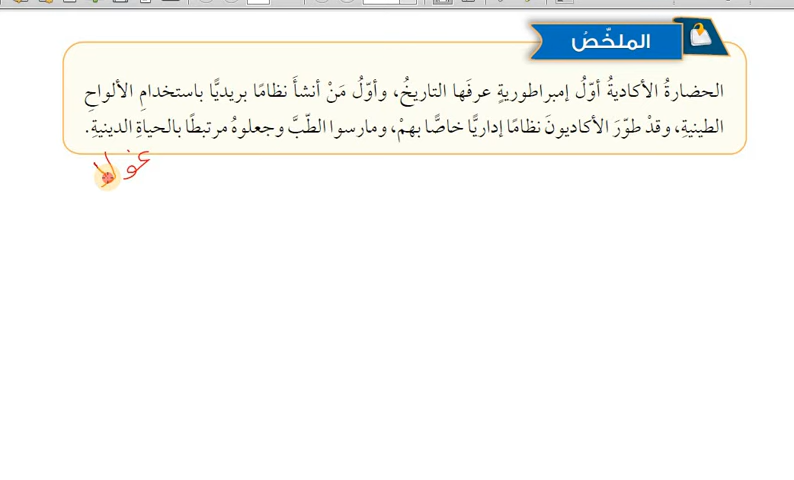 الملخّصُ
الحضارةُ الأكاديةُ أوّلُ إمبراطوريةٍ عرفَها التاريخُ، وأوّلُ مَنْ أنشأَ نظامًا بريديًّا باستخدامِ الألواحِ
الطينيةِ، وقدْ طوّرَ الأكاديونَ نظامًا إداريًّا خاصًّا بهمْ، ومارسوا الطّبَّ وجعلوهُ مرتبطًا بالحياةِ الدينيةِ.